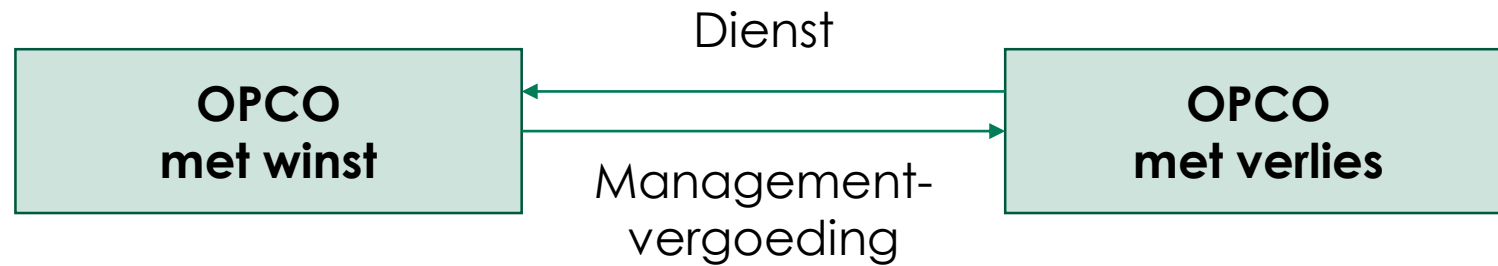 Dienst
OPCO
met winst
OPCO
met verlies
Management-
vergoeding